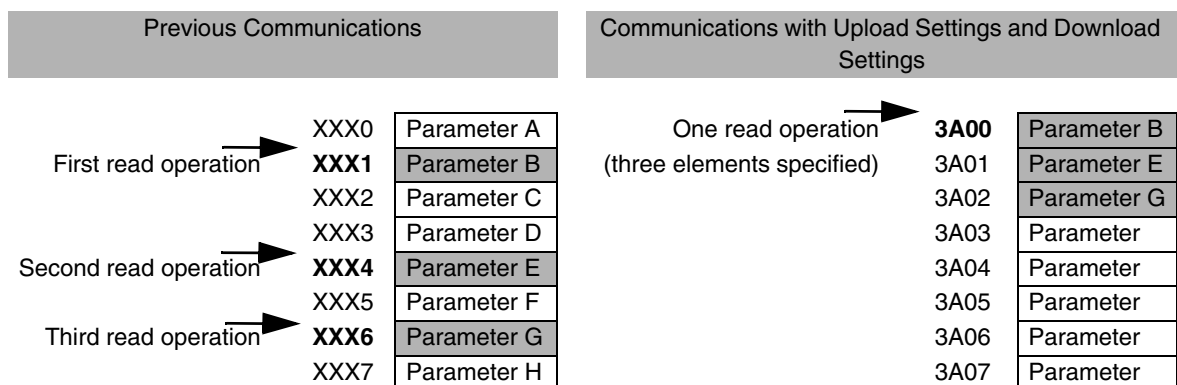 Previous Communications
XXX0 Parameter A
First read operation XXX1 Parameter B
XXX2 Parameter C
XXX3 Parameter D
Second read operation XXX4 Parameter E
XXX5 Parameter F
Third read operation XXX6 Parameter G
XXX7 Parameter H
Communications with Upload Settings and Download
Settings
One read operation 3A00 Parameter B
(three elements specified) 3A01 Parameter E
3A02 Parameter G
3A03 Parameter
3A04 Parameter
3A05 Parameter
3A06 Parameter
3A07 Parameter